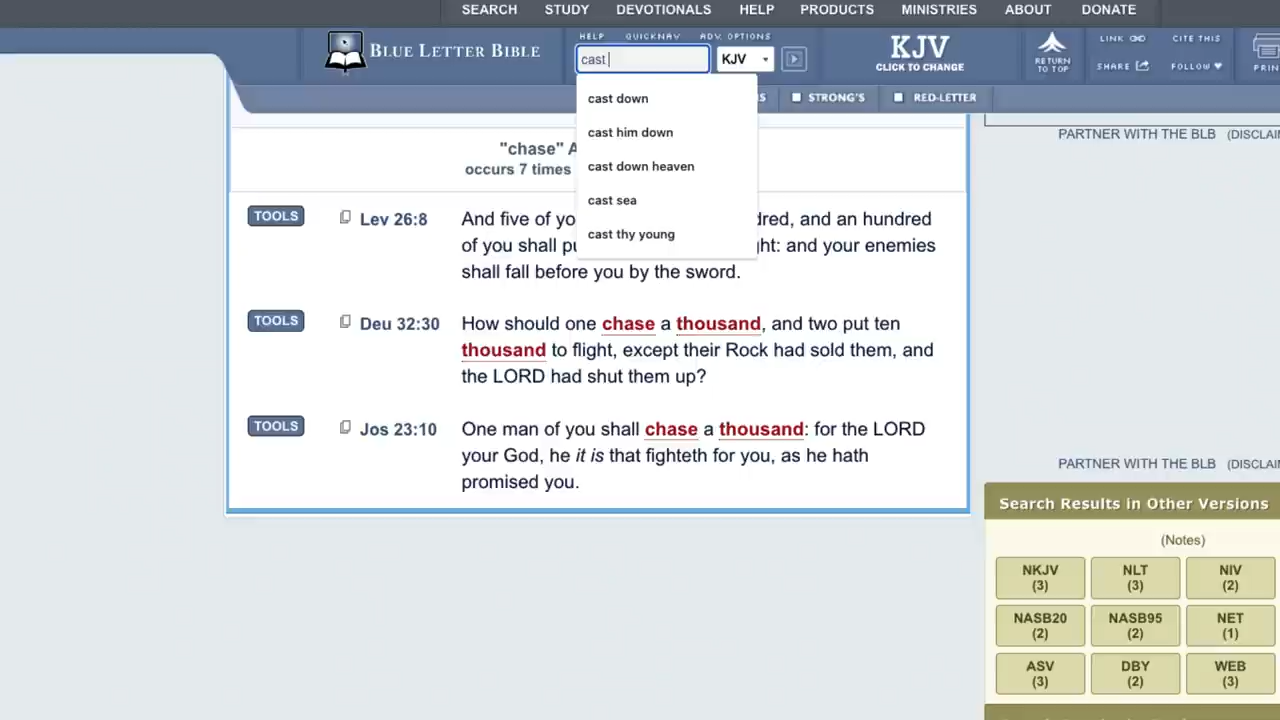 SEARCH STUDY DEVOTIONALS HELP PRODUCTS MINISTRIES ABOUT DONATE
HELP QUICKNAV ADV. OPTIONS
BLUE LETTER BIBLE
cast
KJV
KJV
CLICK TO CHANGE
RETURN
TO TOP
LINK CITE THIS
SHARE FOLLOW
STRONG'S RED-LETTER
cast down
cast him down
cast down heaven
cast sea
cast thy young
"chase" A
occurs 7 times
TOOLS Lev 26:8 And five of yo dred, and an hundred
of you shall pu ht: and your enemies
shall fall before you by the sword.
TOOLS Deu 32:30 How should one chase a thousand, and two put ten
thousand to flight, except their Rock had sold them, and
the LORD had shut them up?
TOOLS Jos 23:10 One man of you shall chase a thousand: for the LORD
your God, he it is that fighteth for you, as he hath
promised you.
PARTNER WITH THE BLB (DISCLAI
PARTNER WITH THE BLB (DISCLAI
Search Results in Other Versions
(Notes)
NKJV
(3)
NLT
(3)
NIV
(2)
NASB20
(2)
NASB95
(2)
NET
(1)
ASV
(3)
DBY
(2)
WEB
(3)